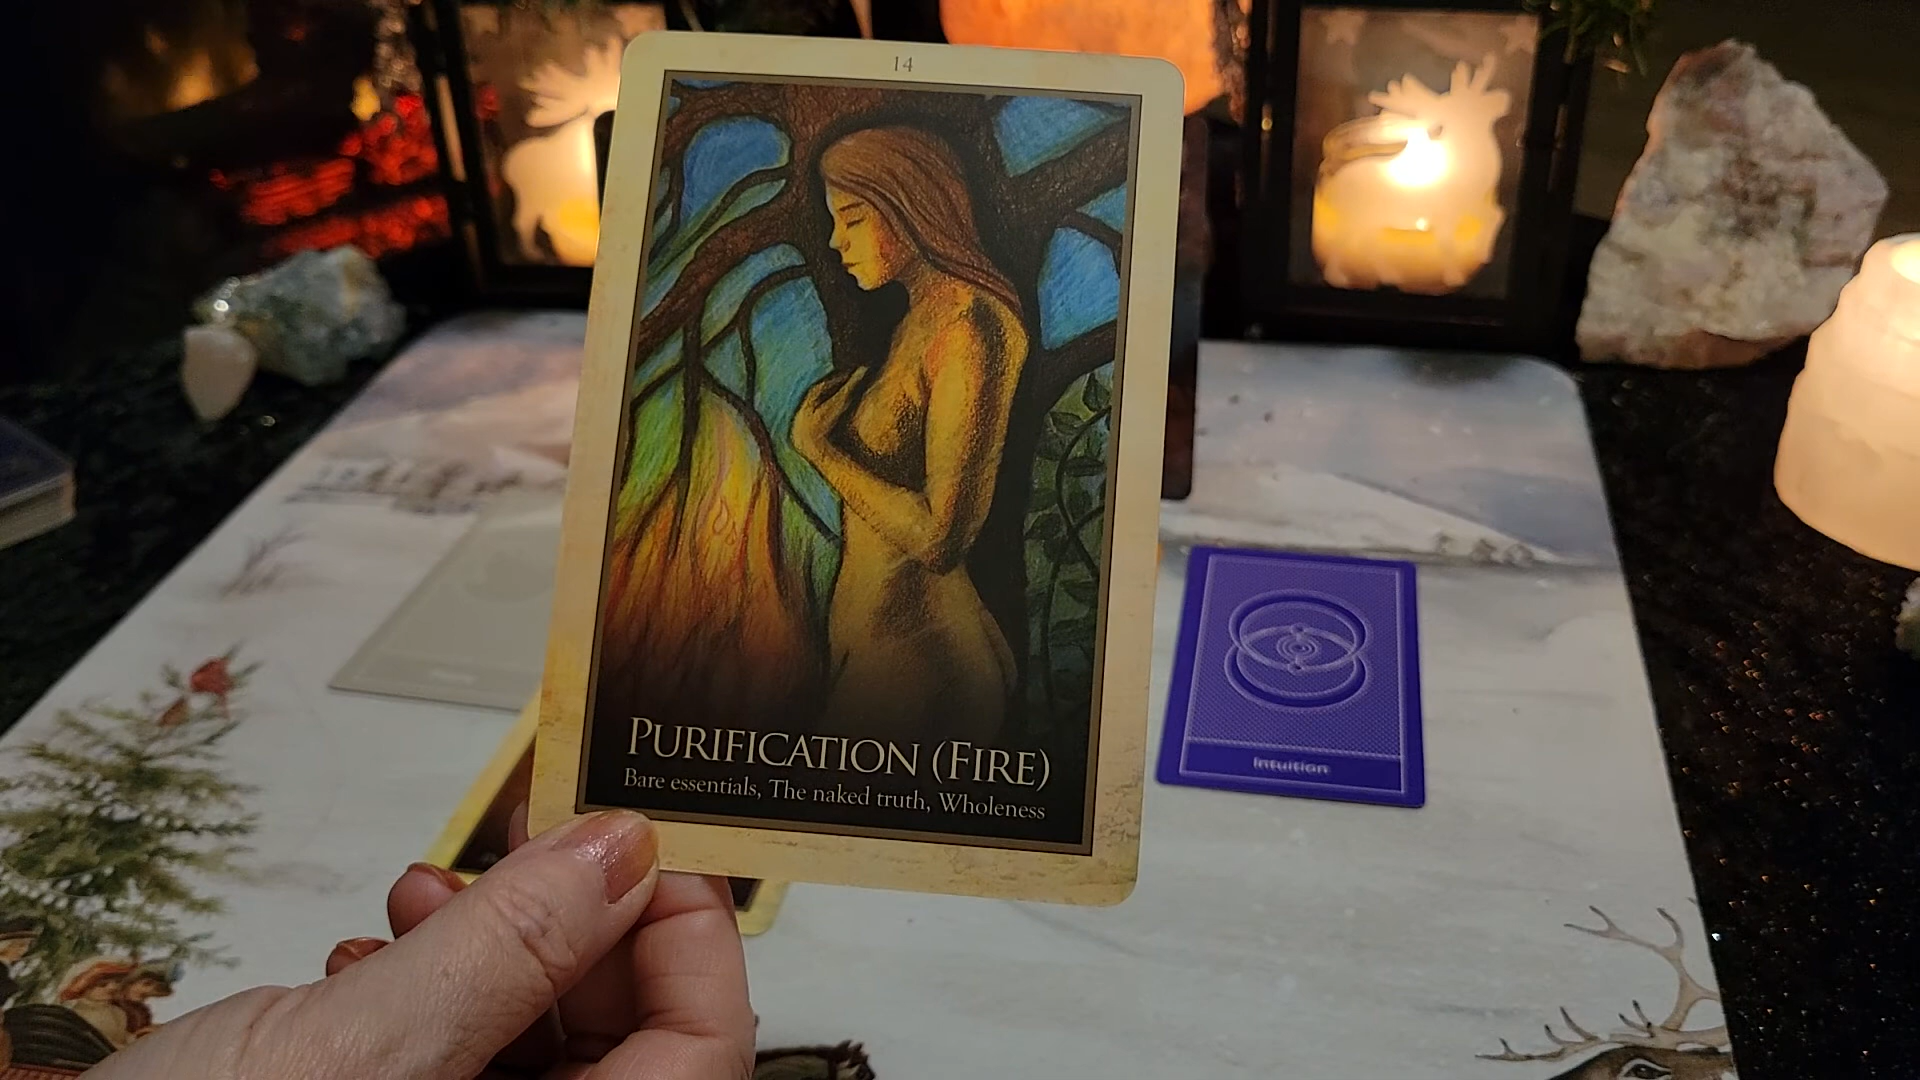 14
Purification (Fire)
Bare essentials, The naked truth, Wholeness
Intuition